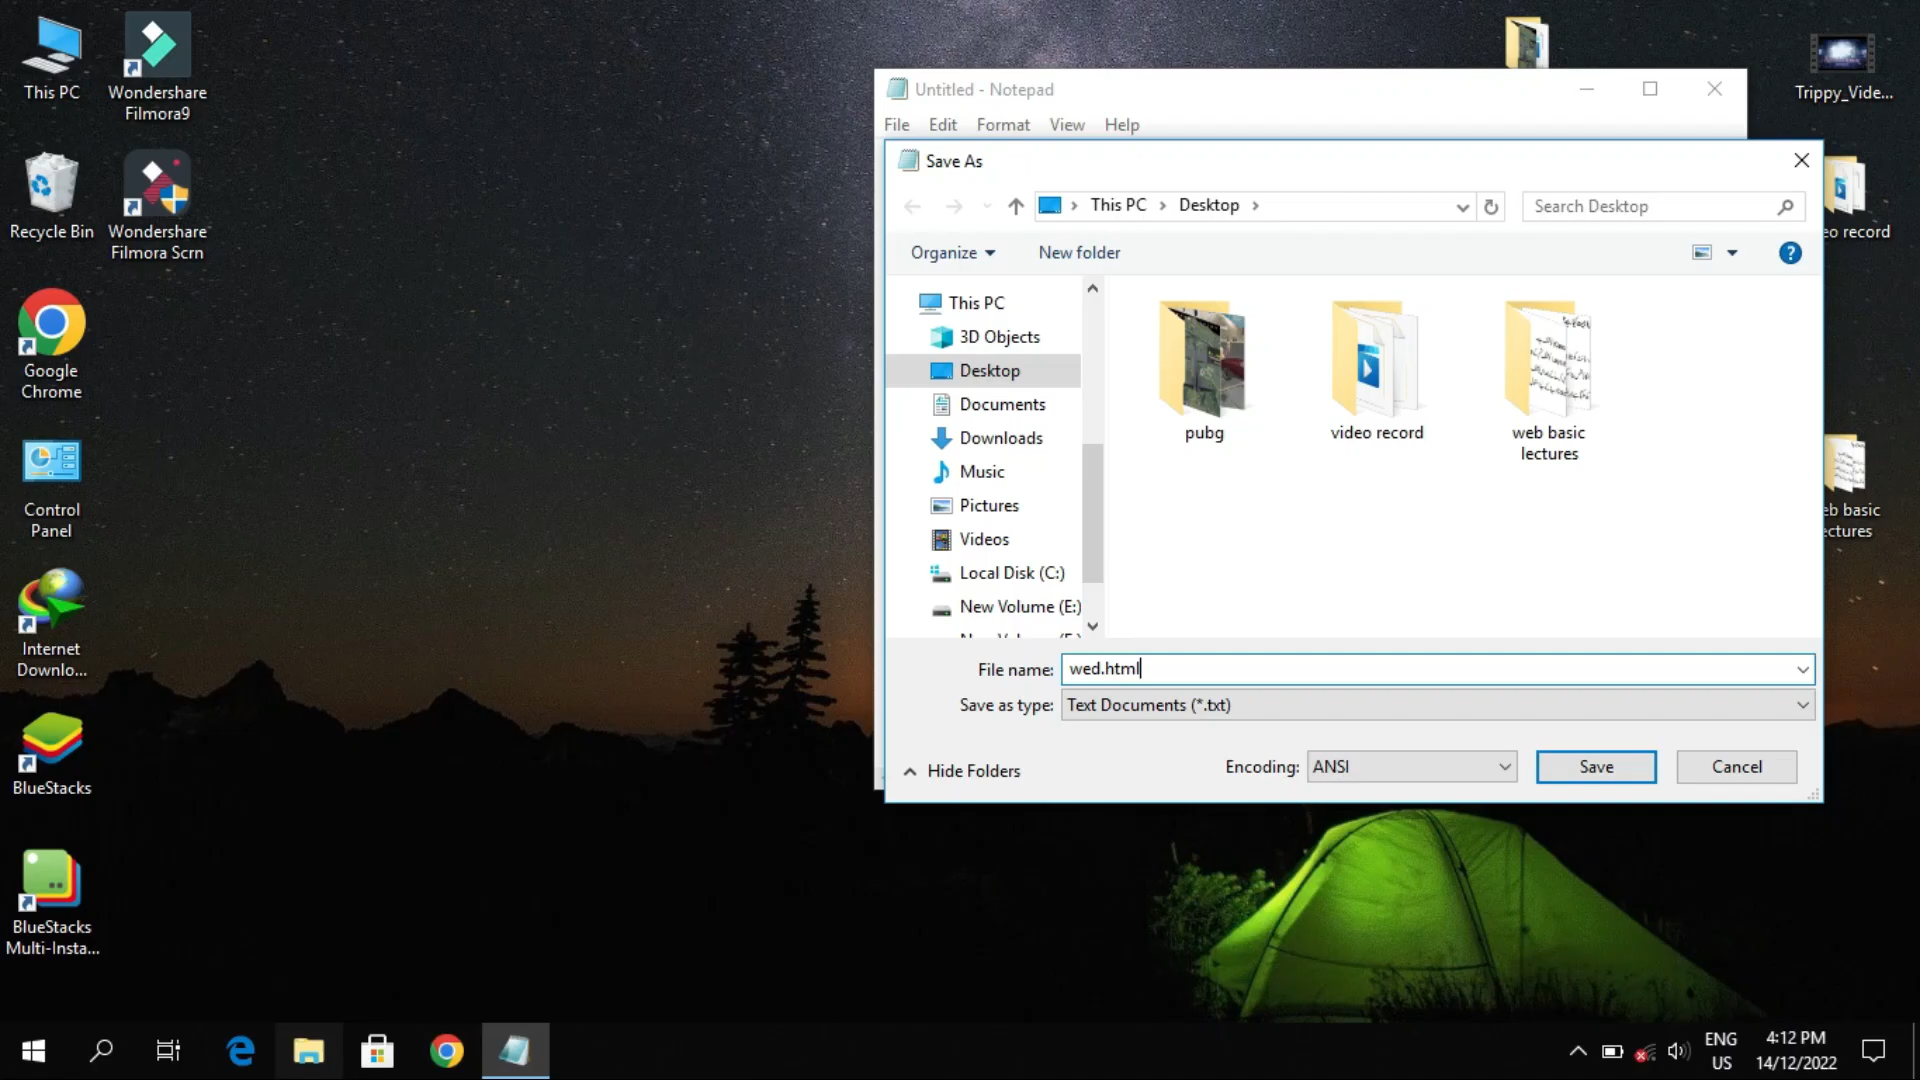 This PC
Wondershare
Filmora9
Recycle Bin
Wondershare
Filmora Scrn
Google
Chrome
Control
Panel
Internet
Downlo...
BlueStacks
BlueStacks
Multi-Insta...
Trippy_Vide...
eo record
eb basic
ectures
Untitled - Notepad
File Edit Format View Help
Save As
This PC > Desktop >
Search Desktop
Organize
New folder
This PC
3D Objects
Desktop
Documents
Downloads
Music
Pictures
Videos
Local Disk (C:)
New Volume (E:)
pubg
video record
web basic
lectures
File name: wed.html
Save as type: Text Documents (*.txt)
Hide Folders
Encoding: ANSI
Save
Cancel
ENG
US
4:12 PM
14/12/2022